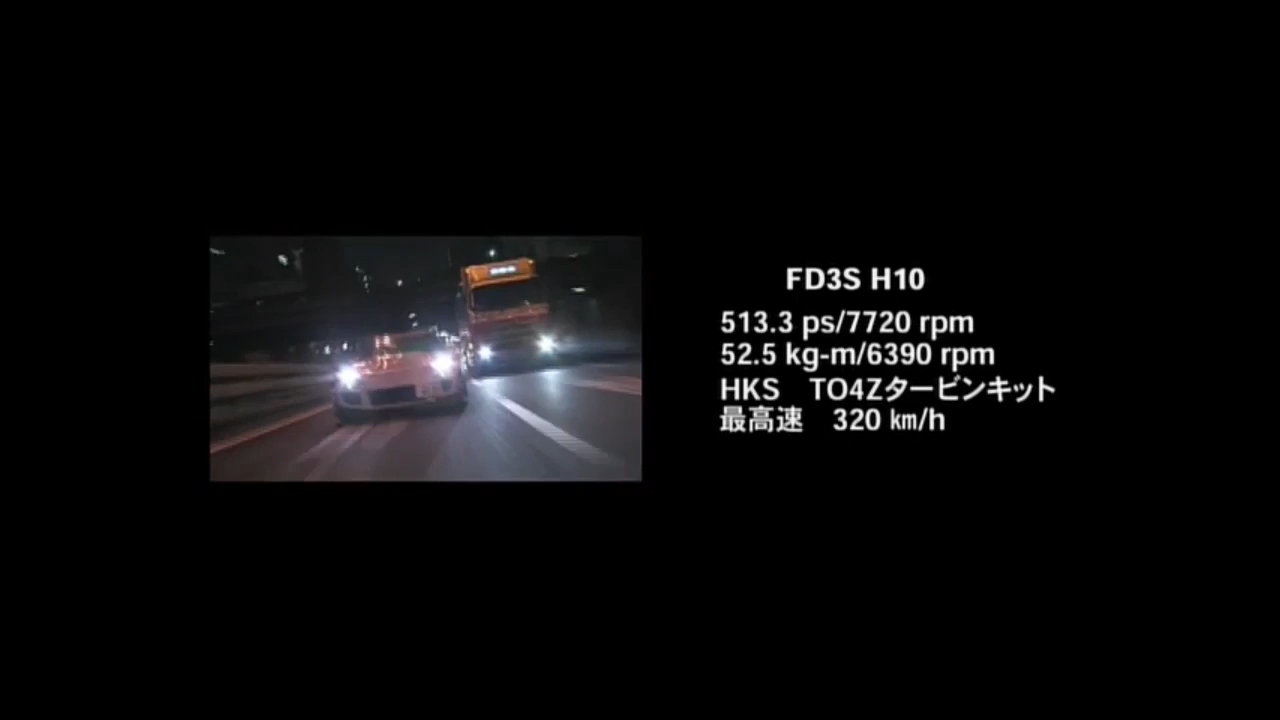 FD3S H10
513.3 ps/7720 rpm
52.5 kg-m/6390 rpm
HKS　TO4Zタービンキット
最高速　320 ㎞/h